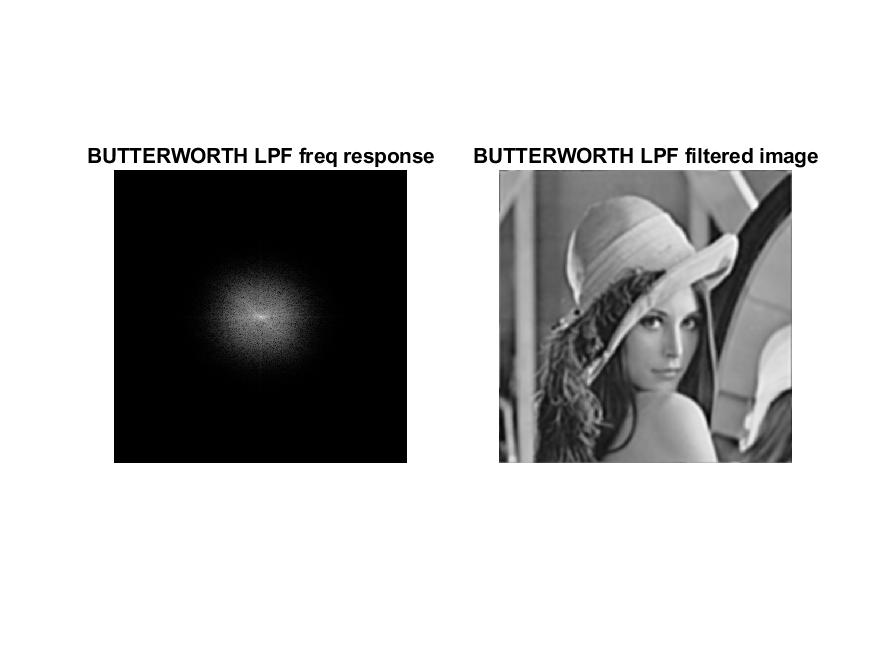 BUTTERWORTH LPF freq response
BUTTERWORTH LPF filtered image